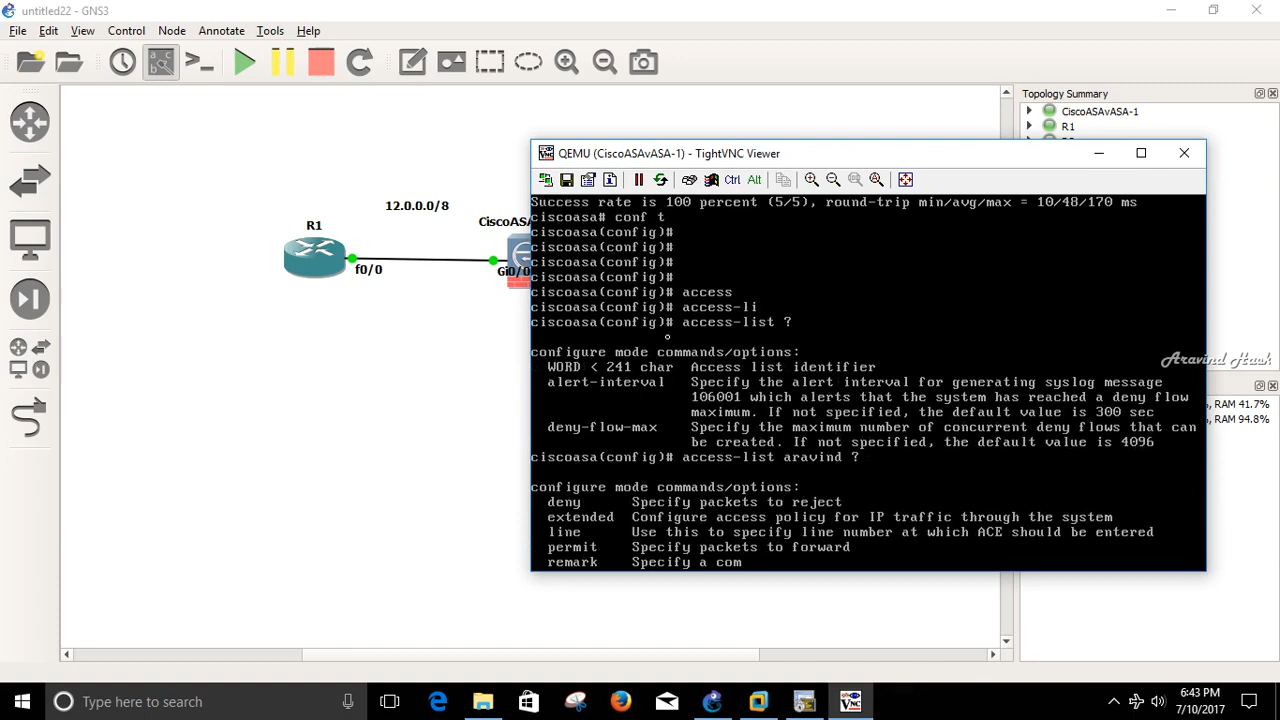 untitled22 - GNS3
File Edit View Control Node Annotate Tools Help
Topology Summary
CiscoASAvASA-1
R1
12.0.0.0/8
R1
CiscoAS
f0/0
Gi0/0
QEMU (CiscoASAvASA-1) - TightVNC Viewer
Ctrl Alt
Success rate is 100 percent (5/5), round-trip min/avg/max = 10/48/170 ms
ciscoasa# conf t
ciscoasa(config)#
ciscoasa(config)#
ciscoasa(config)#
ciscoasa(config)#
ciscoasa(config)# access
ciscoasa(config)# access-li
ciscoasa(config)# access-list ?
configure mode commands/options:
WORD < 241 char Access list identifier
alert-interval Specify the alert interval for generating syslog message
106001 which alerts that the system has reached a deny flow
maximum. If not specified, the default value is 300 sec
deny-flow-max Specify the maximum number of concurrent deny flows that can
be created. If not specified, the default value is 4096
ciscoasa(config)# access-list aravind ?
configure mode commands/options:
deny Specify packets to reject
extended Configure access policy for IP traffic through the system
line Use this to specify line number at which ACE should be entered
permit Specify packets to forward
remark Specify a com
Aravind Hask
, RAM 41.7%
, RAM 94.8%
Type here to search
6:43 PM
7/10/2017